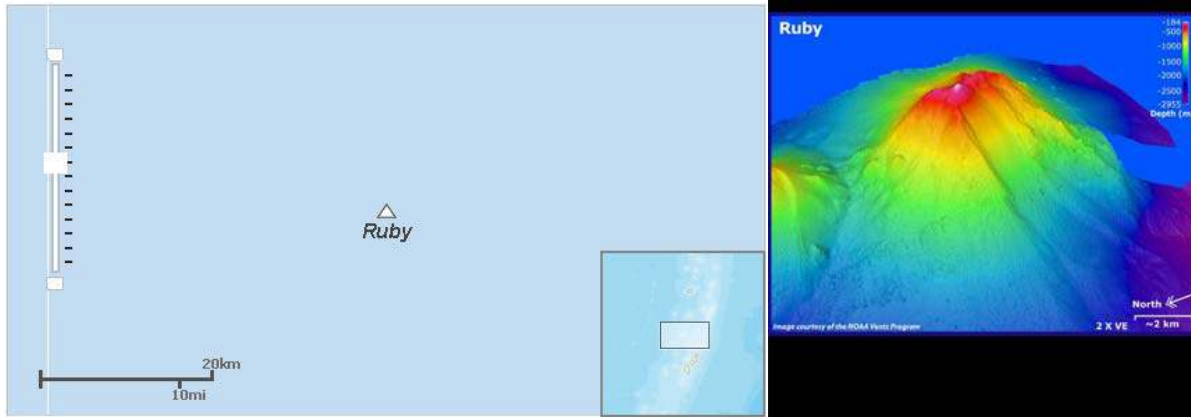 Ruby
20km
10mi
Ruby
-184
-500
-1000
-1500
-2000
-2500
-2955
Depth (m
North
Image courtesy of the NOAA Vents Program
2 X VE
~2 km